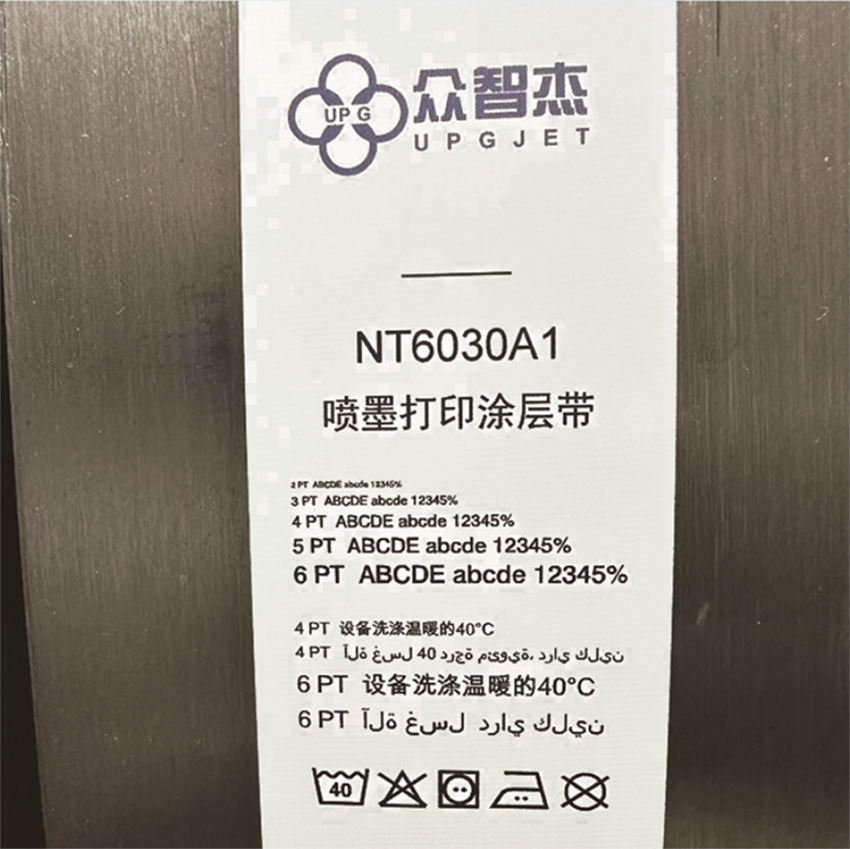 UPG 众智杰
UPGJET
NT6030A1
喷墨打印涂层带
2 PT ABCDE abcde 12345%
3 PT ABCDE abcde 12345%
4 PT ABCDE abcde 12345%
5 PT ABCDE abcde 12345%
6 PT ABCDE abcde 12345%
4 PT 设备洗涤温暖的40°C
4 PT آلة غسل 40 درجة مئوية، دراي كلين
6 PT 设备洗涤温暖的40°C
6 PT آلة غسل دراي كلين
40